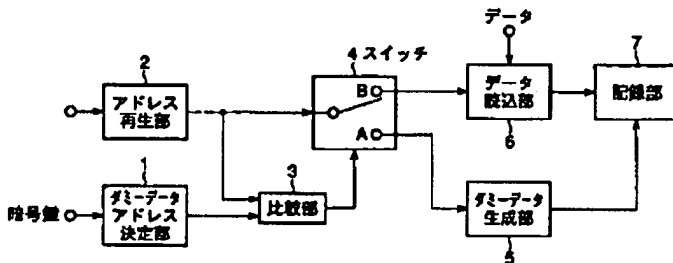 データ
2
4 スイッチ
7
アドレス
再生部
B
A
データ
読込部
6
記録部
1
3
暗号鍵
ダミーデータ
アドレス
決定部
比較部
ダミーデータ
生成部
5